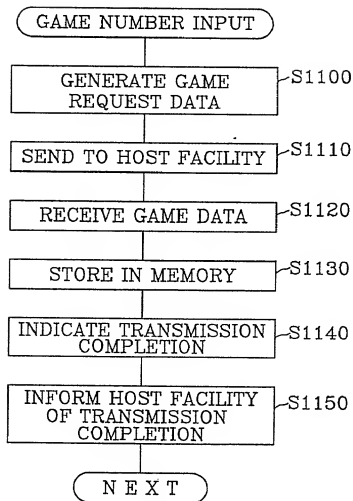 GAME NUMBER INPUT
GENERATE GAME
REQUEST DATA
S1100
SEND TO HOST FACILITY
S1110
RECEIVE GAME DATA
S1120
STORE IN MEMORY
S1130
INDICATE TRANSMISSION
COMPLETION
S1140
INFORM HOST FACILITY
OF TRANSMISSION
COMPLETION
S1150
NEXT